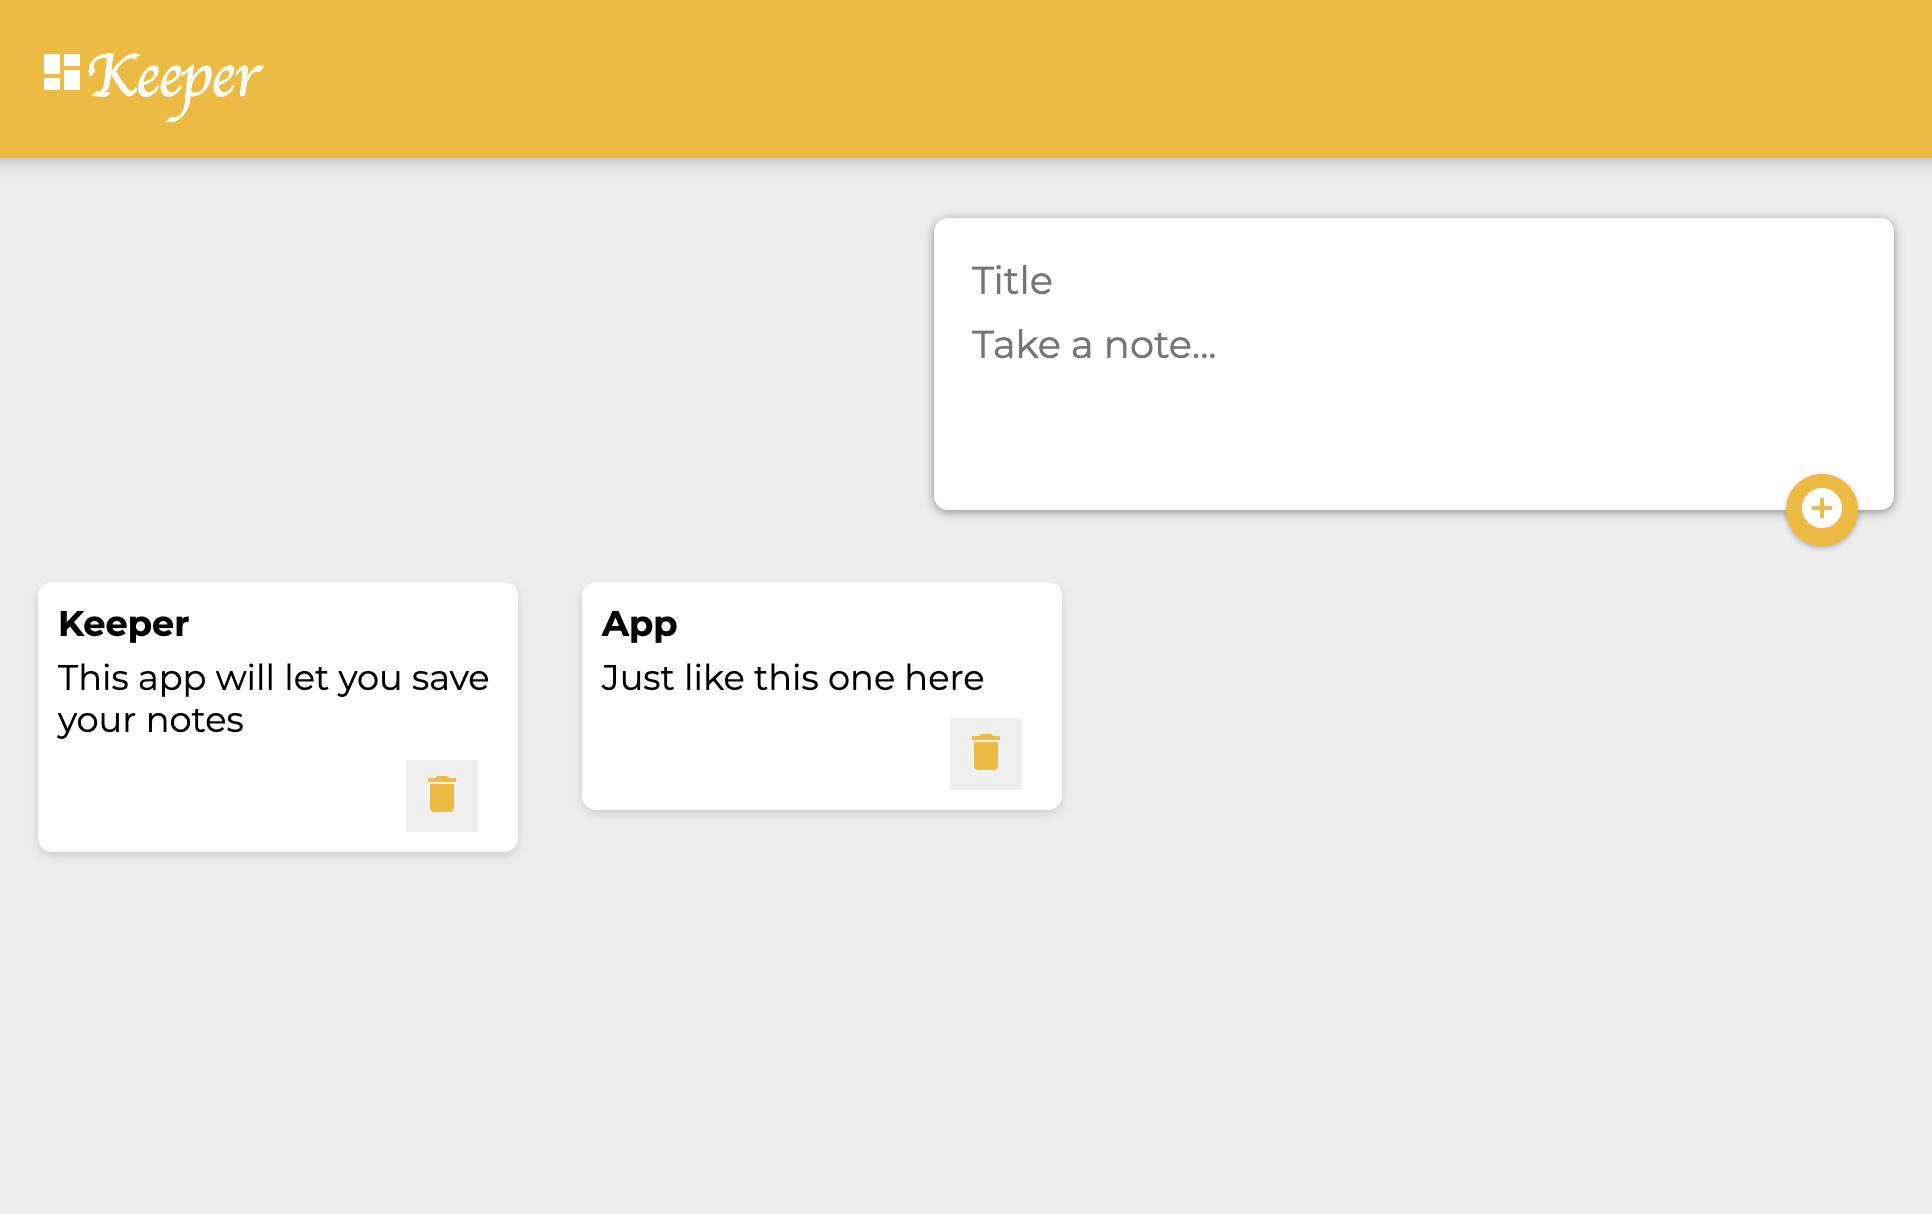 Keeper
Title
Take a note...
Keeper
This app will let you save
your notes
App
Just like this one here